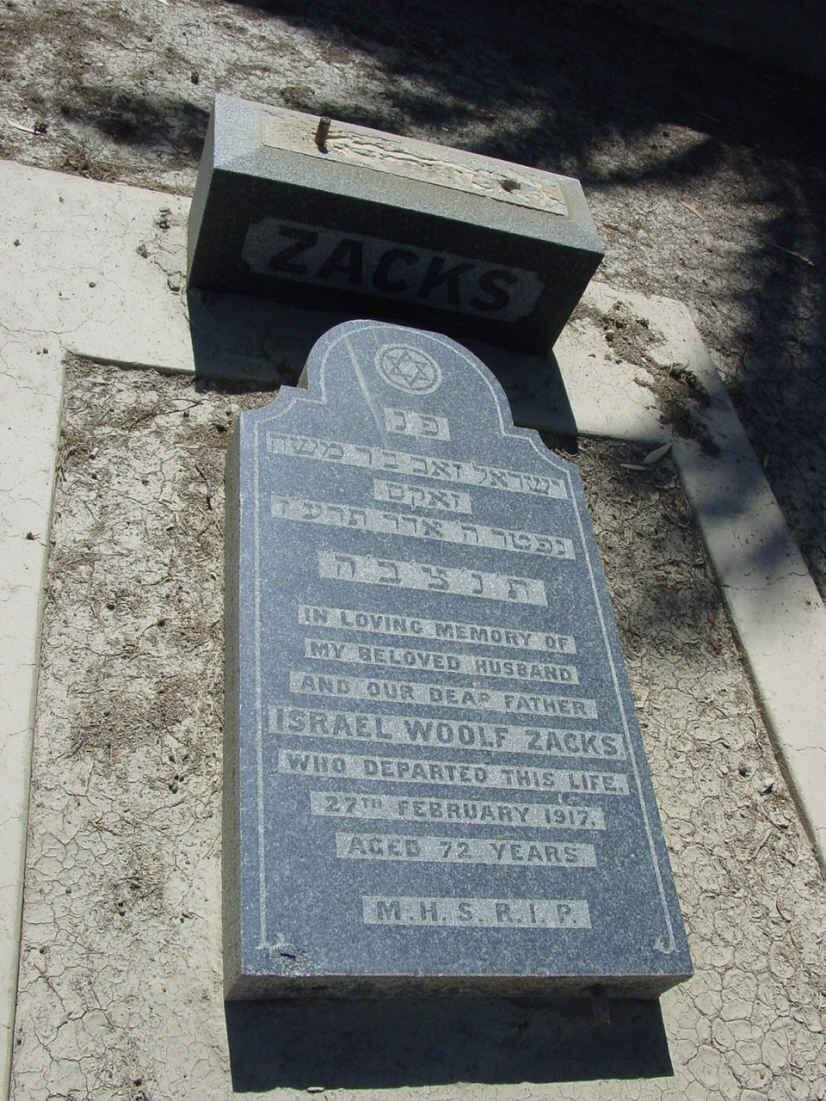 ZACKS
פ״נ
ישראל זאב בר משה
זאקס
נפטר ה׳ אדר תרע״ז
ת׳נ׳צ׳ב׳ה
IN LOVING MEMORY OF
MY BELOVED HUSBAND
AND OUR DEAR FATHER
ISRAEL WOOLF ZACKS
WHO DEPARTED THIS LIFE.
27TH FEBRUARY 1917.
AGED 72 YEARS
M.H.S.R.I.P.